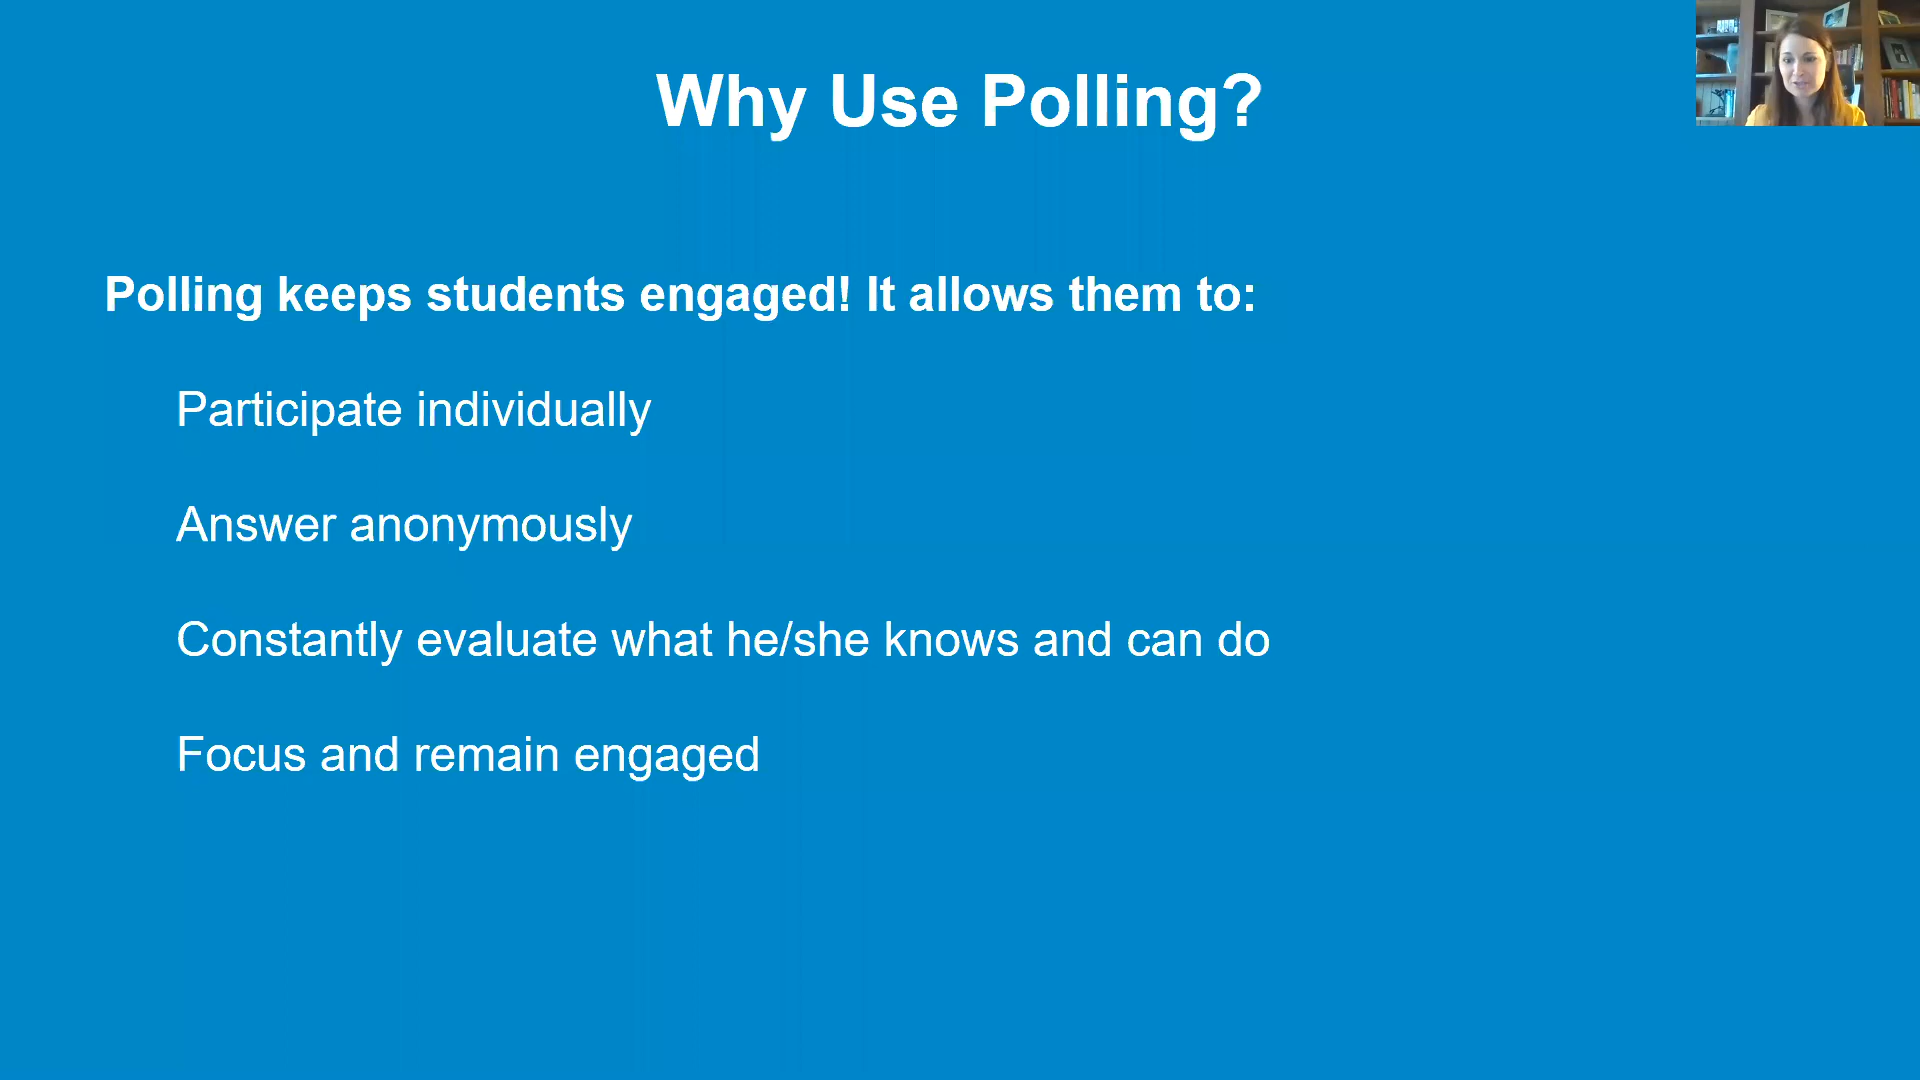 Why Use Polling?
Polling keeps students engaged! It allows them to:
Participate individually
Answer anonymously
Constantly evaluate what he/she knows and can do
Focus and remain engaged